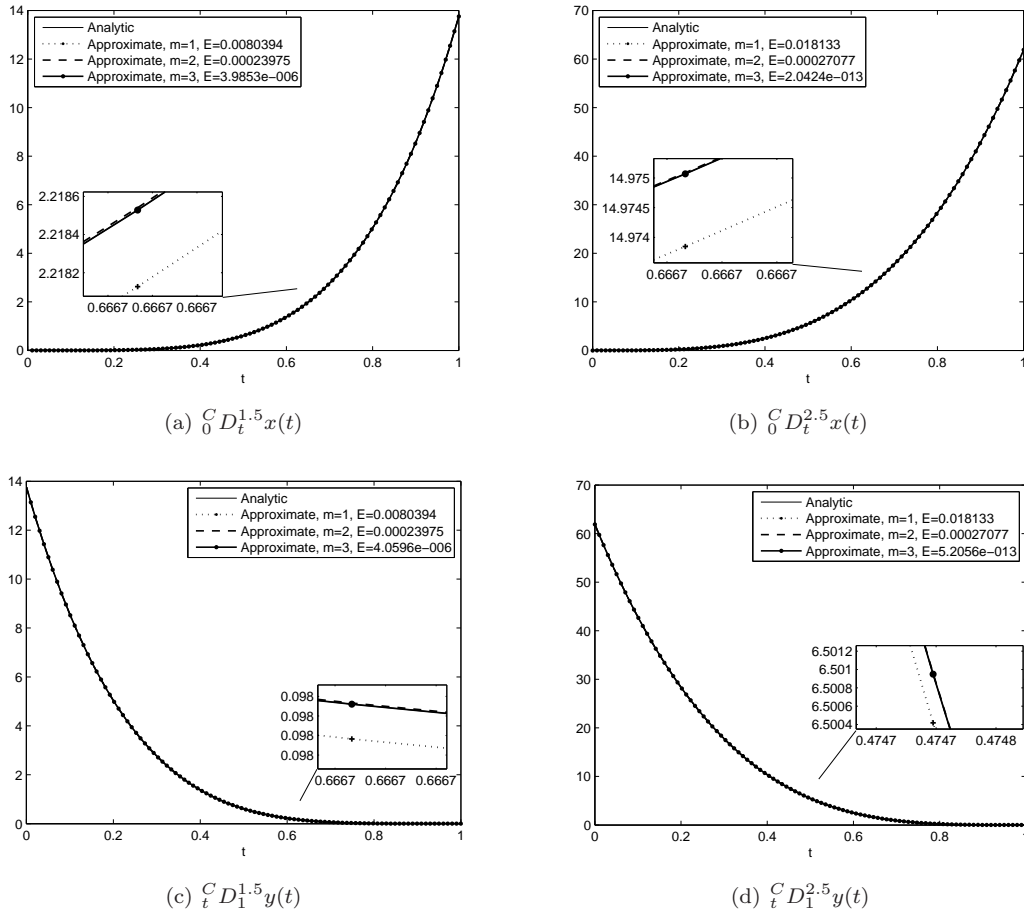 Analytic
Approximate, m=1, E=0.0080394
Approximate, m=2, E=0.00023975
Approximate, m=3, E=3.9853e−006
14
12
10
8
6
4
2
0
2.2186
2.2184
2.2182
0.6667 0.6667 0.6667
0 0.2 0.4 0.6 0.8 1
t
(a) $^{C}_{0}D^{1.5}_{t}x(t)$
Analytic
Approximate, m=1, E=0.018133
Approximate, m=2, E=0.00027077
Approximate, m=3, E=2.0424e−013
70
60
50
40
30
20
10
0
14.975
14.9745
14.974
0.6667 0.6667 0.6667
0 0.2 0.4 0.6 0.8 1
t
(b) $^{C}_{0}D^{2.5}_{t}x(t)$
Analytic
Approximate, m=1, E=0.0080394
Approximate, m=2, E=0.00023975
Approximate, m=3, E=4.0596e−006
14
12
10
8
6
4
2
0
0.098
0.098
0.098
0.098
0.6667 0.6667 0.6667
0 0.2 0.4 0.6 0.8 1
t
(c) $^{C}_{t}D^{1.5}_{1}y(t)$
Analytic
Approximate, m=1, E=0.018133
Approximate, m=2, E=0.00027077
Approximate, m=3, E=5.2056e−013
70
60
50
40
30
20
10
0
6.5012
6.501
6.5008
6.5006
6.5004
0.4747 0.4747 0.4748
0 0.2 0.4 0.6 0.8 1
t
(d) $^{C}_{t}D^{2.5}_{1}y(t)$